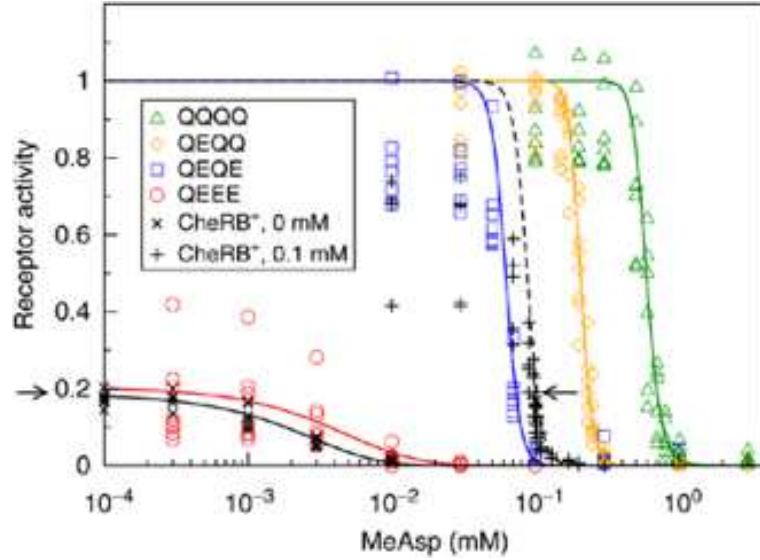 Receptor activity
1
0.8
0.6
0.4
0.2
0
QQQQ
QEQQ
QEQE
QEEE
CheRB⁺, 0 mM
CheRB⁺, 0.1 mM
10⁻⁴ 10⁻³ 10⁻² 10⁻¹ 10⁰
MeAsp (mM)